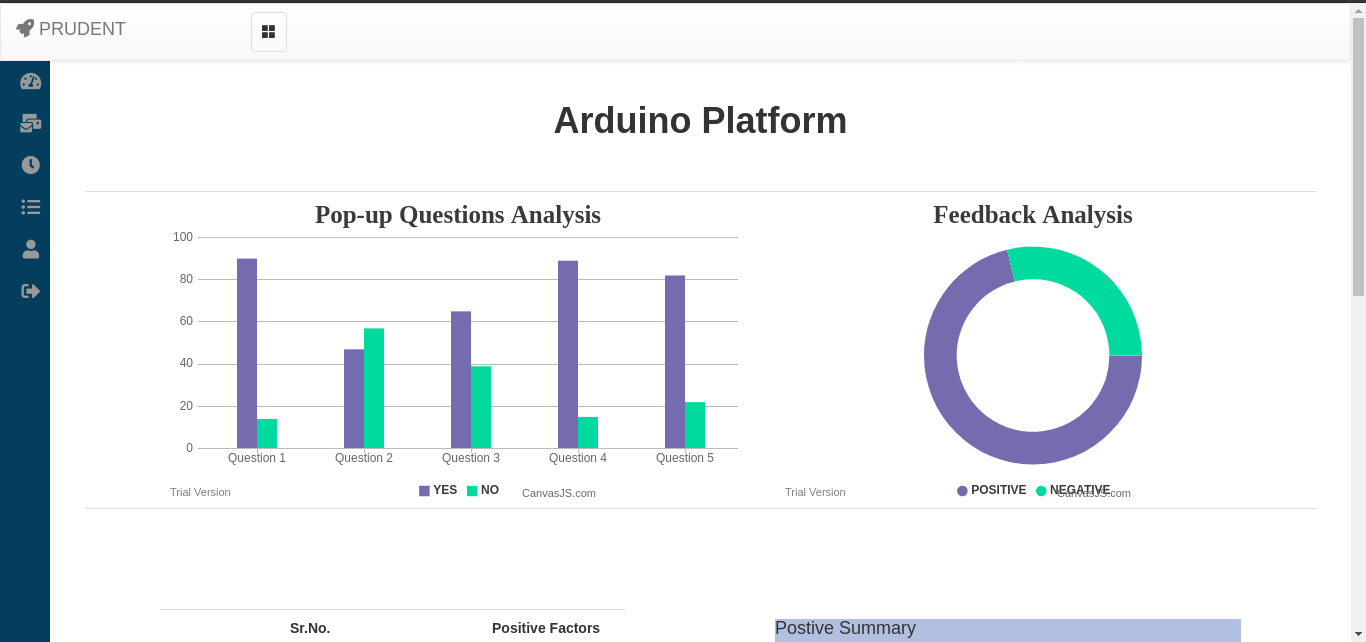 PRUDENT
Arduino Platform
Pop-up Questions Analysis
100
80
60
40
20
0
Question 1 Question 2 Question 3 Question 4 Question 5
Trial Version
YES NO
CanvasJS.com
Feedback Analysis
Trial Version
POSITIVE NEGATIVE
CanvasJS.com
Sr.No. Positive Factors
Postive Summary